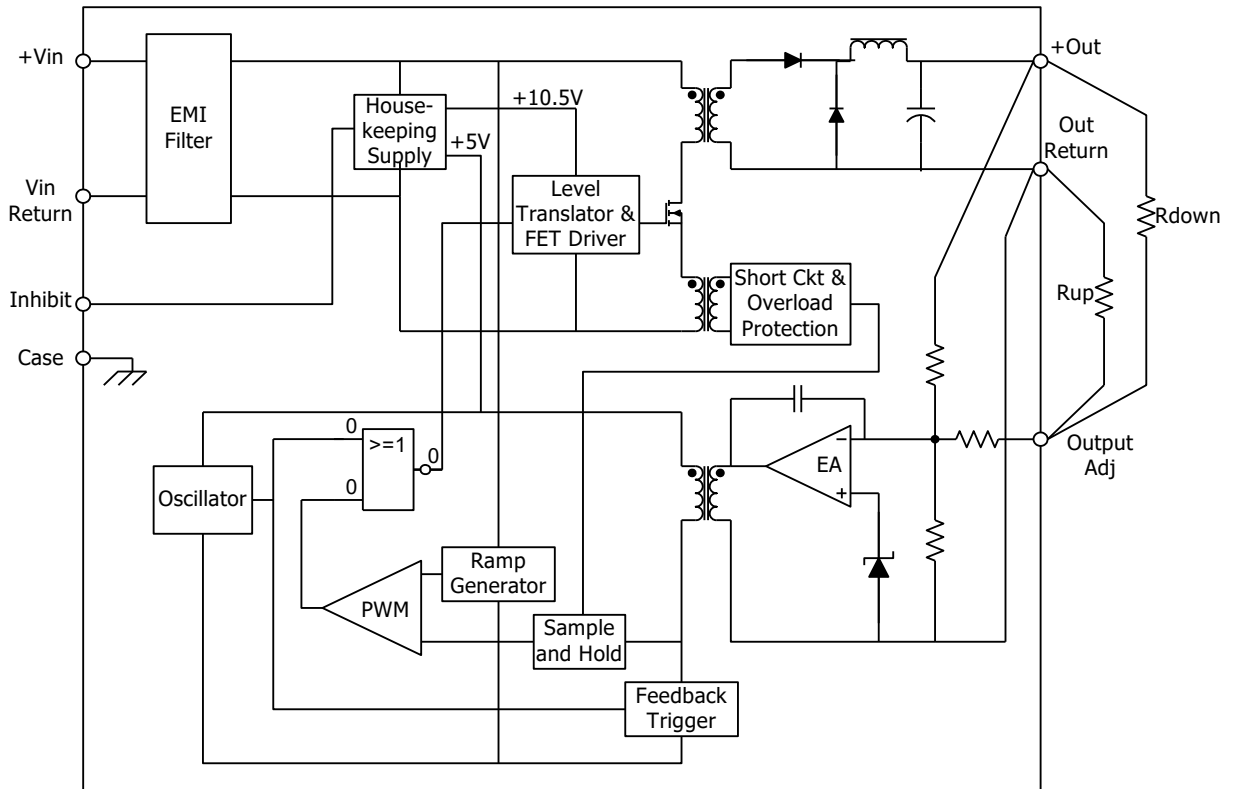 +Vin
EMI
Filter
House-
keeping
Supply
+10.5V
+5V
+Out
Out
Return
Vin
Return
Level
Translator &
FET Driver
Rdown
Inhibit
Short Ckt &
Overload
Protection
Rup
Case
0
>=1
0
0
Oscillator
EA
−
+
Output
Adj
Ramp
Generator
PWM
Sample
and Hold
Feedback
Trigger